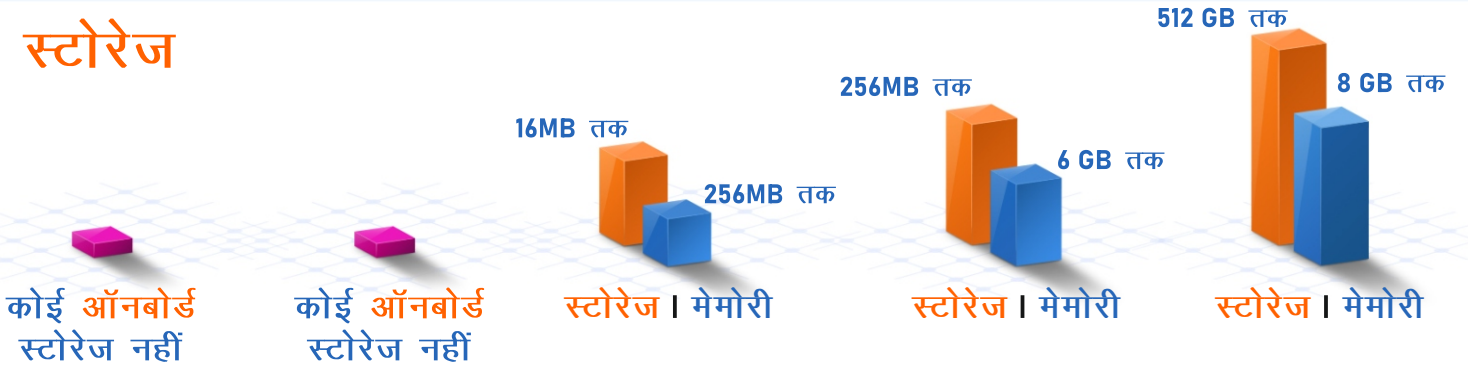 स्टोरेज
512 GB तक
8 GB तक
256MB तक
6 GB तक
16MB तक
256MB तक
कोई ऑनबोर्ड
स्टोरेज नहीं
कोई ऑनबोर्ड
स्टोरेज नहीं
स्टोरेज | मेमोरी
स्टोरेज | मेमोरी
स्टोरेज | मेमोरी